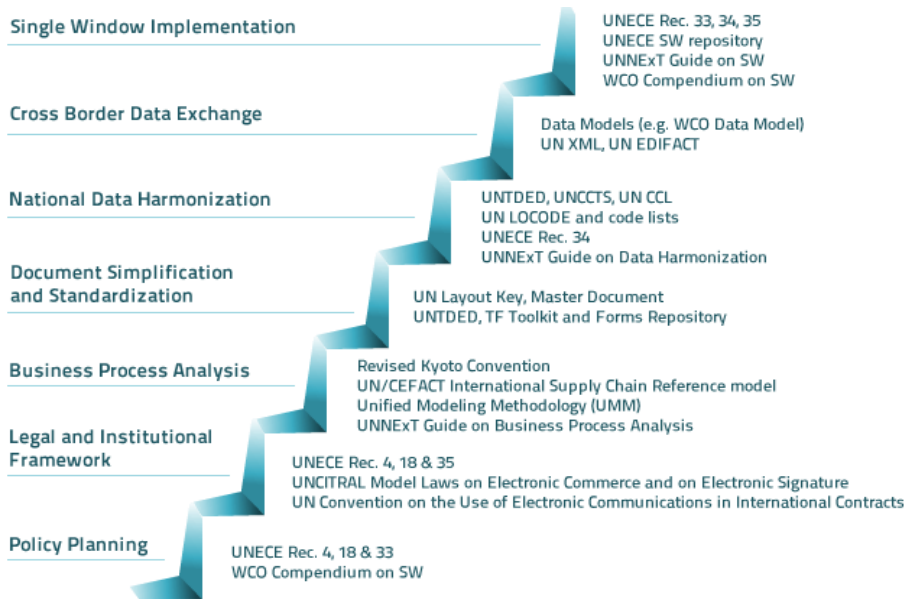 Single Window Implementation
UNECE Rec. 33, 34, 35
UNECE SW repository
UNNExT Guide on SW
WCO Compendium on SW
Cross Border Data Exchange
Data Models (e.g. WCO Data Model)
UN XML, UN EDIFACT
National Data Harmonization
UNTDED, UNCCTS, UN CCL
UN LOCODE and code lists
UNECE Rec. 34
UNNExT Guide on Data Harmonization
Document Simplification
and Standardization
UN Layout Key, Master Document
UNTDED, TF Toolkit and Forms Repository
Business Process Analysis
Revised Kyoto Convention
UN/CEFACT International Supply Chain Reference model
Unified Modeling Methodology (UMM)
UNNExT Guide on Business Process Analysis
Legal and Institutional
Framework
UNECE Rec. 4, 18 & 35
UNCITRAL Model Laws on Electronic Commerce and on Electronic Signature
UN Convention on the Use of Electronic Communications in International Contracts
Policy Planning
UNECE Rec. 4, 18 & 33
WCO Compendium on SW